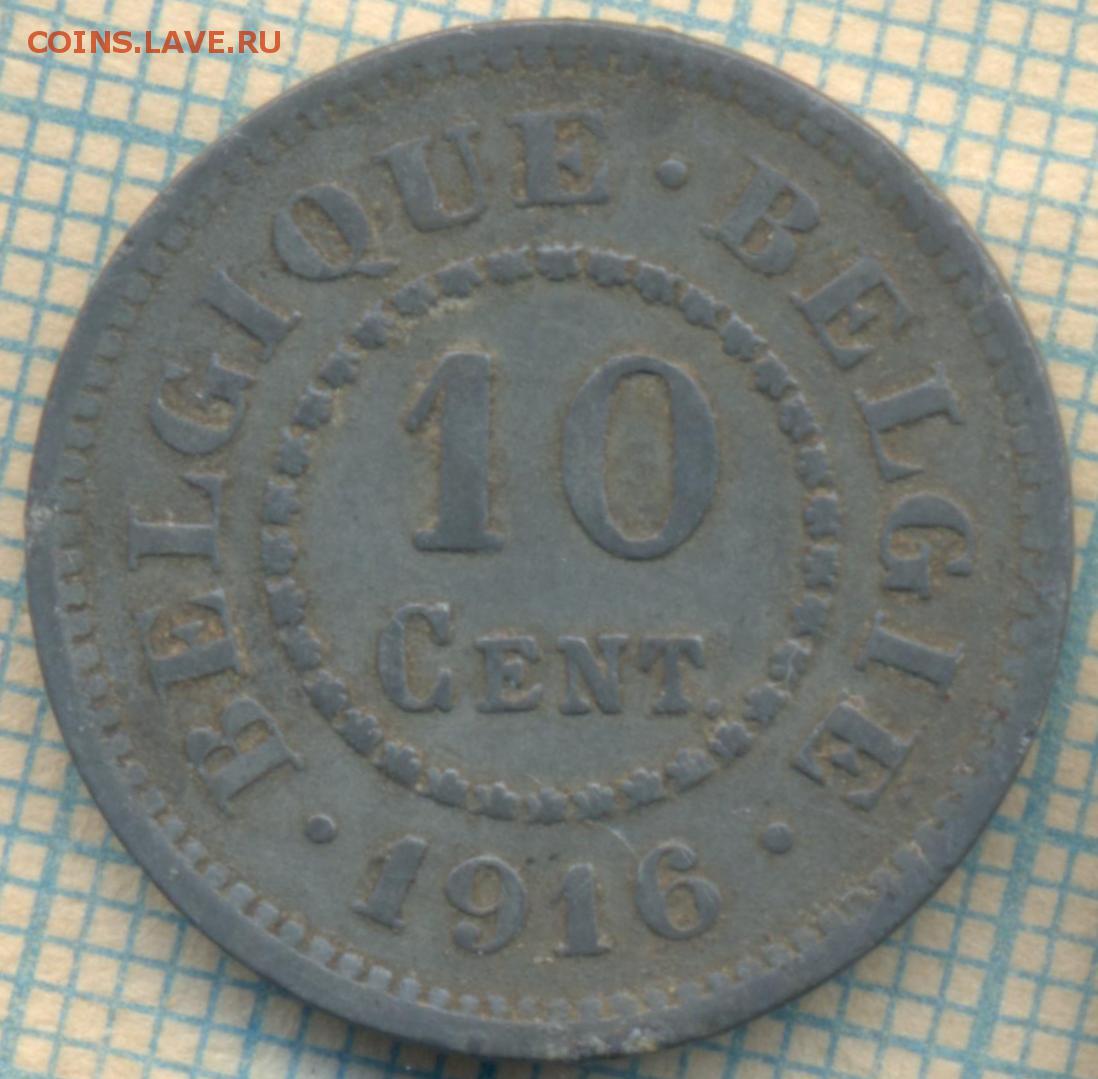 COINS.LAVE.RU
BELGIQUE · BELGIE
10
CENT.
· 1916 ·